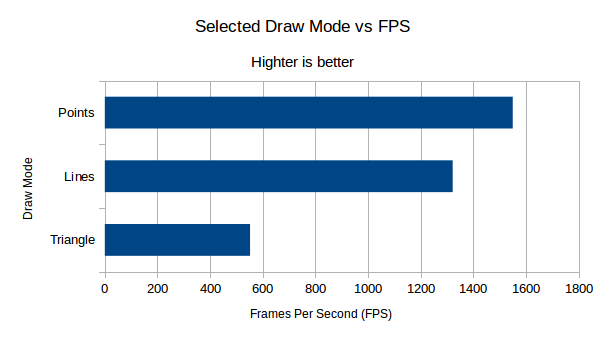 Selected Draw Mode vs FPS
Highter is better
Draw Mode
Points
Lines
Triangle
0 200 400 600 800 1000 1200 1400 1600 1800
Frames Per Second (FPS)